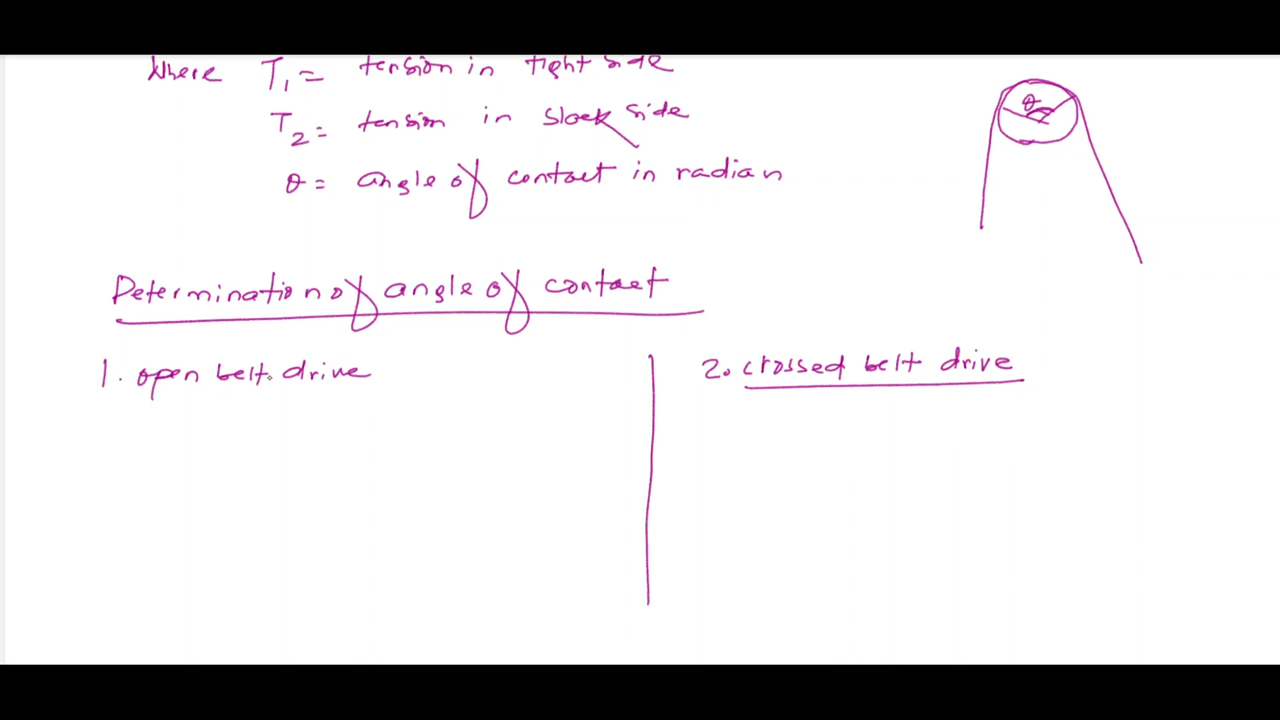 Where T1 = tension in tight side
T2 = tension in slack side
θ = angle of contact in radian
θ
Determination of angle of contact
1. open belt drive
2. crossed belt drive